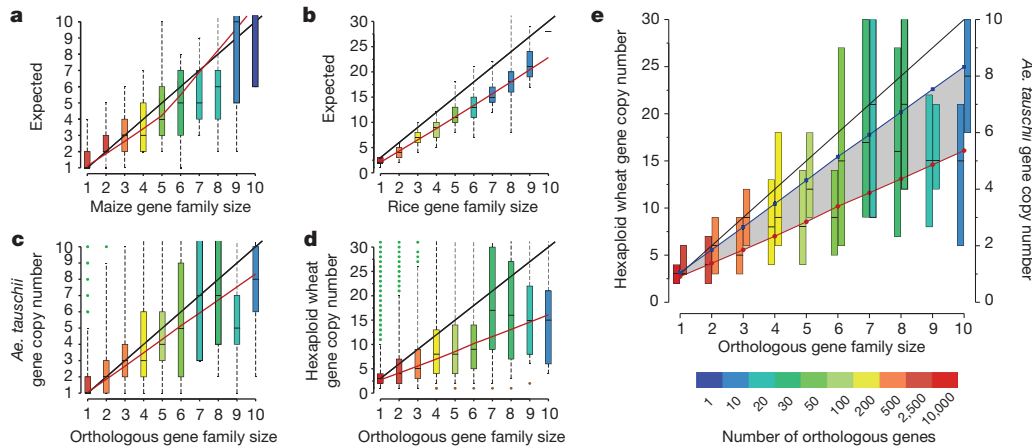 a
Expected
10
9
8
7
6
5
4
3
2
1
1 2 3 4 5 6 7 8 9 10
Maize gene family size
b
Expected
30
25
20
15
10
5
0
1 2 3 4 5 6 7 8 9 10
Rice gene family size
c
Ae. tauschii
gene copy number
10
9
8
7
6
5
4
3
2
1
1 2 3 4 5 6 7 8 9 10
Orthologous gene family size
d
Hexaploid wheat
gene copy number
30
25
20
15
10
5
0
1 2 3 4 5 6 7 8 9 10
Orthologous gene family size
e
Hexaploid wheat gene copy number
30
25
20
15
10
5
0
1 2 3 4 5 6 7 8 9 10
Orthologous gene family size
10
8
6
4
2
0
Ae. tauschii gene copy number
1 10 20 30 50 100 200 500 2,500 10,000
Number of orthologous genes